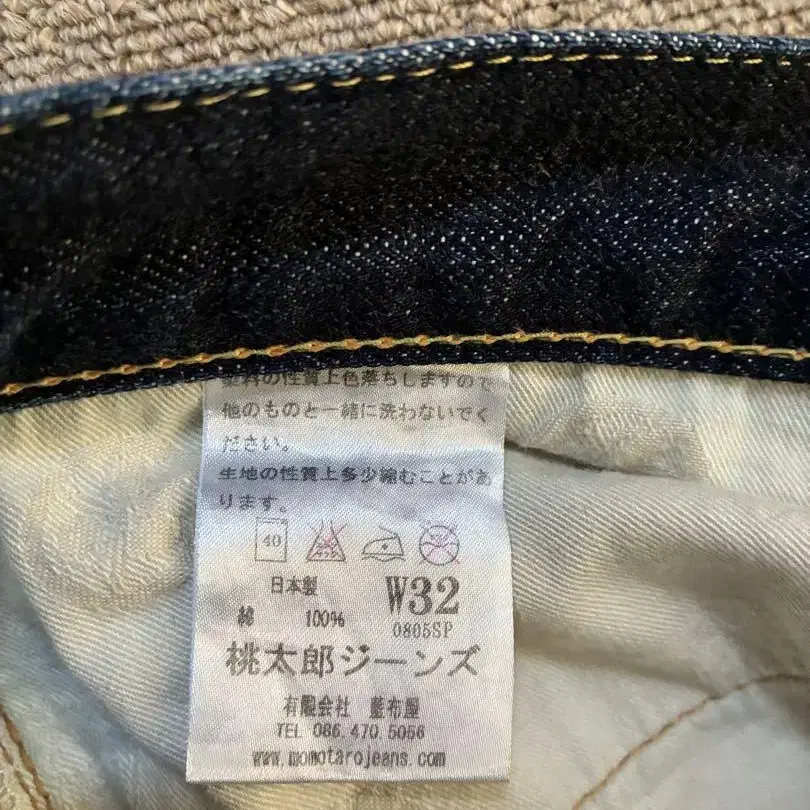 染料の性質上色落ちしますので
他のものと一緒に洗わないでく
ださい。
生地の性質上多少縮むことがあ
ります。
40
日本製 W32
綿 100%
0805SP
桃太郎ジーンズ
有限会社 藍布屋
TEL 086.470.5056
www.momotarojeans.com